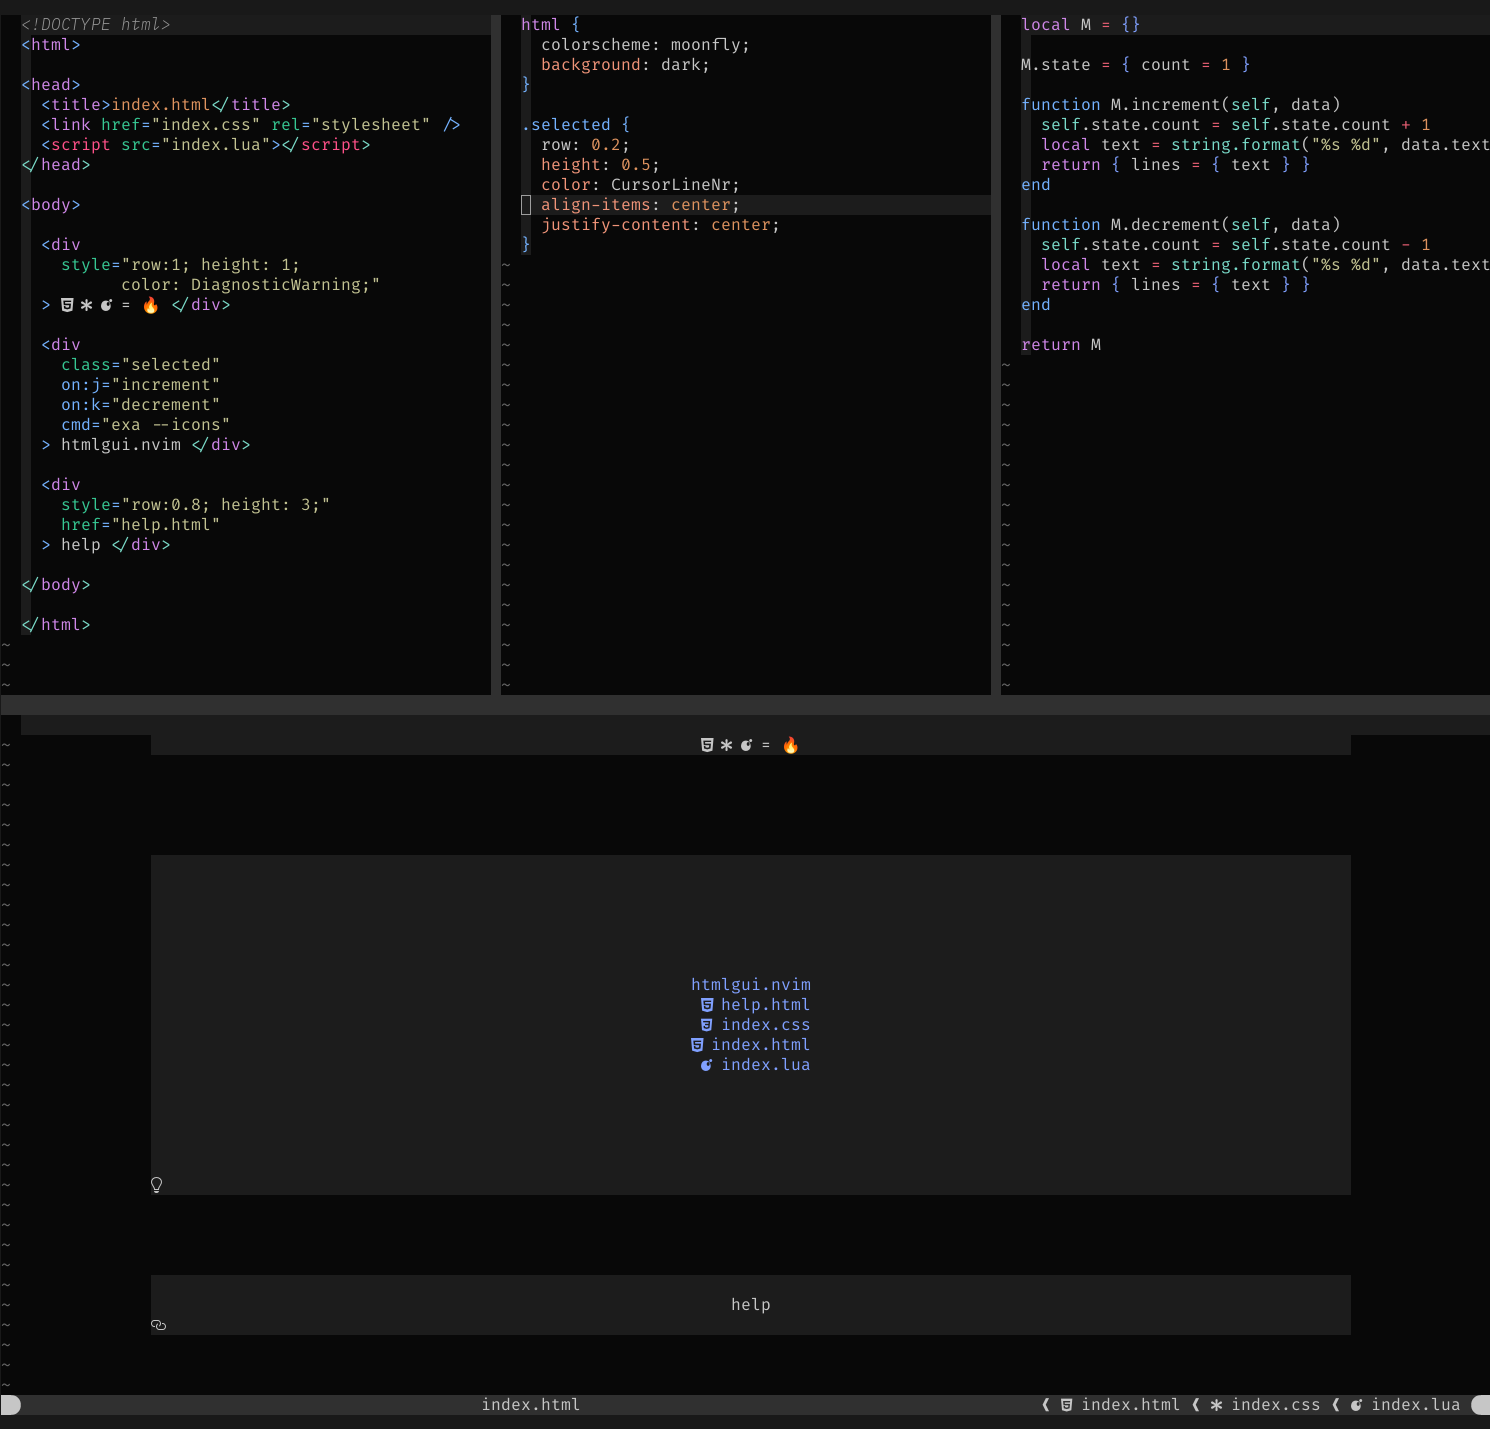 <!DOCTYPE html>
<html>
<head>
  <title>index.html</title>
  <link href="index.css" rel="stylesheet" />
  <script src="index.lua"></script>
</head>
<body>
  <div
    style="row:1; height: 1;
          color: DiagnosticWarning;"
  > = 🔥 </div>
  <div
    class="selected"
    on:j="increment"
    on:k="decrement"
    cmd="exa --icons"
  > htmlgui.nvim </div>
  <div
    style="row:0.8; height: 3;"
    href="help.html"
  > help </div>
</body>
</html>
html {
  colorscheme: moonfly;
  background: dark;
}
.selected {
  row: 0.2;
  height: 0.5;
  color: CursorLineNr;
  align-items: center;
  justify-content: center;
}
local M = {}
M.state = { count = 1 }
function M.increment(self, data)
  self.state.count = self.state.count + 1
  local text = string.format("%s %d", data.text
  return { lines = { text } }
end
function M.decrement(self, data)
  self.state.count = self.state.count - 1
  local text = string.format("%s %d", data.text
  return { lines = { text } }
end
return M
= 🔥
htmlgui.nvim
help.html
index.css
index.html
index.lua
help
index.html
index.html index.css index.lua